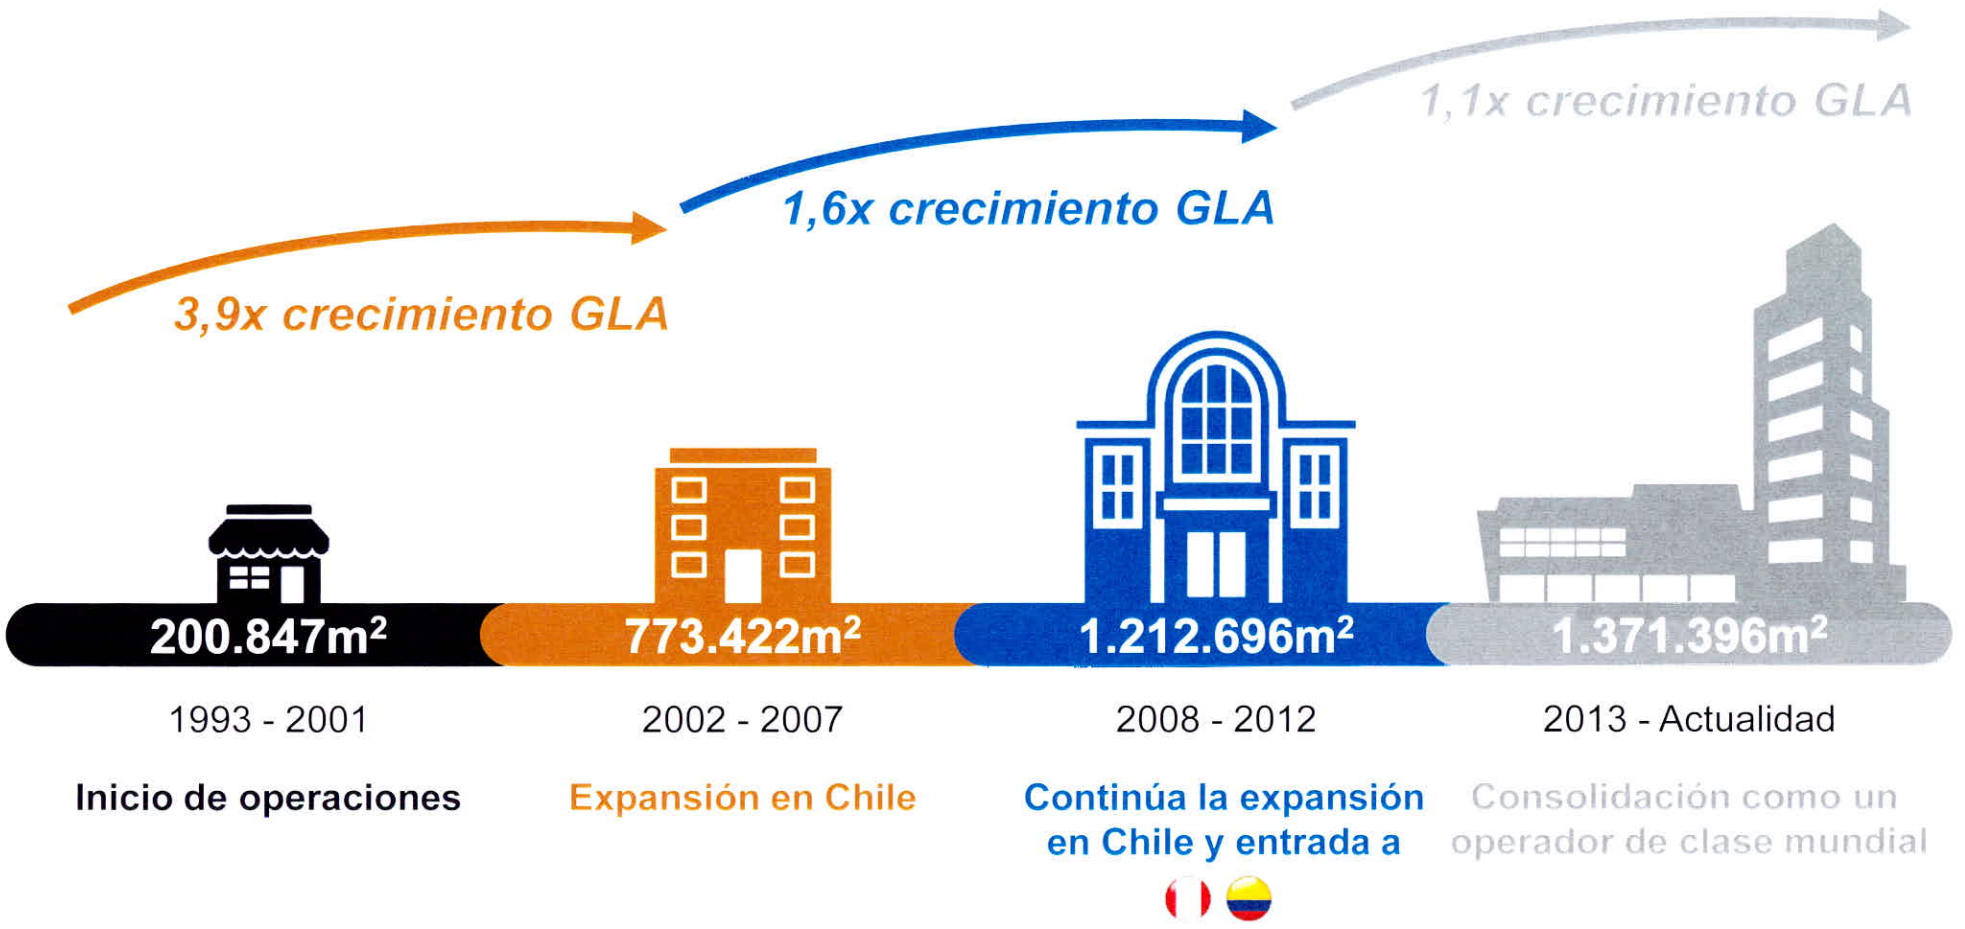 1,1x crecimiento GLA
1,6x crecimiento GLA
3,9x crecimiento GLA
200.847m²
773.422m²
1.212.696m²
1.371.396m²
1993 - 2001
2002 - 2007
2008 - 2012
2013 - Actualidad
Inicio de operaciones
Expansión en Chile
Continúa la expansión
en Chile y entrada a
Consolidación como un
operador de clase mundial